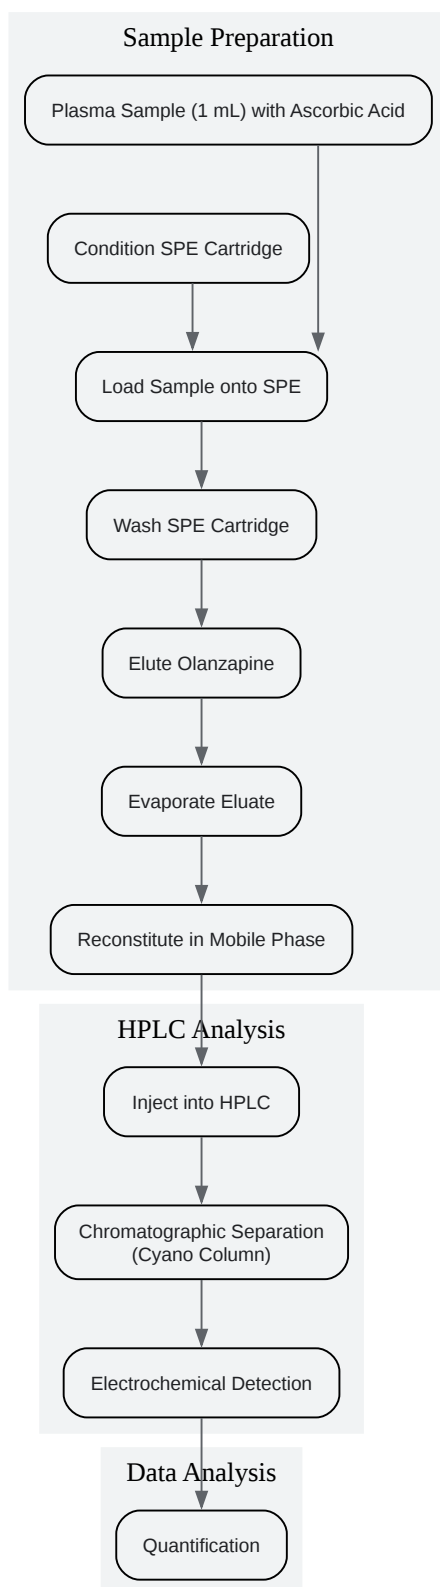 Sample Preparation
Plasma Sample (1 mL) with Ascorbic Acid
Condition SPE Cartridge
Load Sample onto SPE
Wash SPE Cartridge
Elute Olanzapine
Evaporate Eluate
Reconstitute in Mobile Phase
HPLC Analysis
Inject into HPLC
Chromatographic Separation
(Cyano Column)
Electrochemical Detection
Data Analysis
Quantification